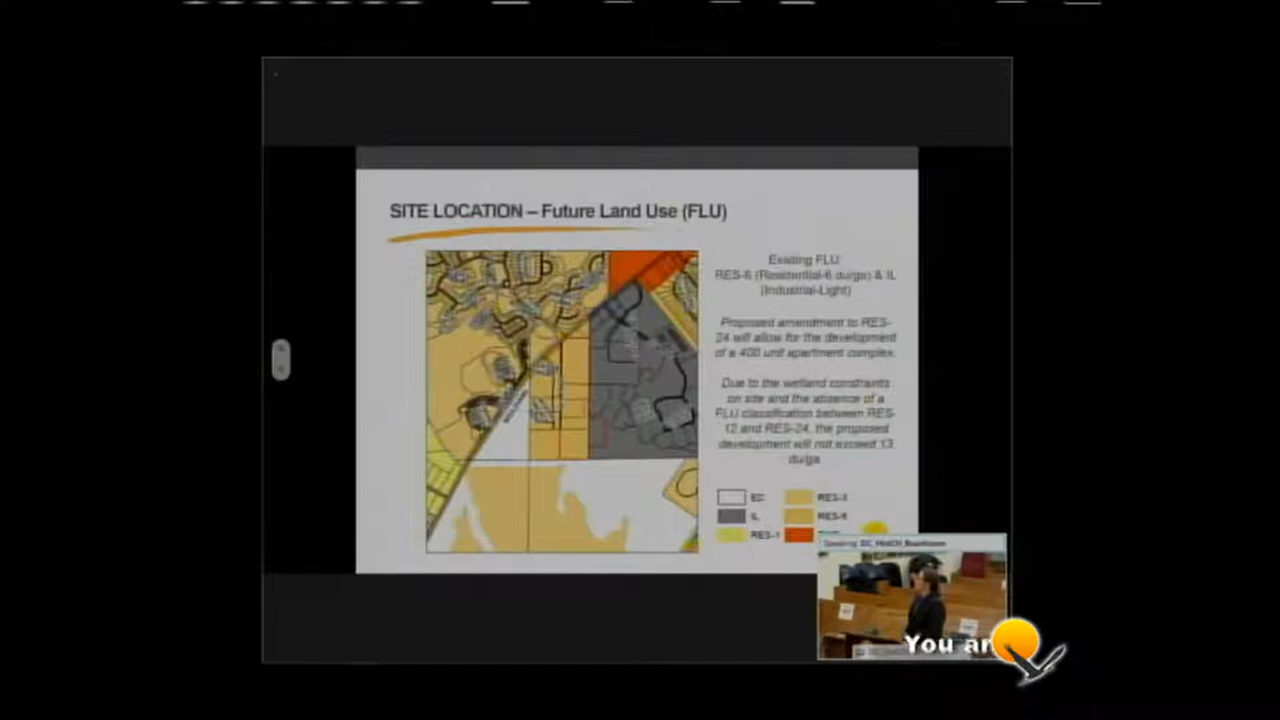 SITE LOCATION – Future Land Use (FLU)
Existing FLU:
RES-6 (Residential-6 du/ga) & IL
(Industrial-Light)
Proposed amendment to RES-
24 will allow for the development
of a 400 unit apartment complex.
Due to the wetland constraints
on site and the absence of a
FLU classification between RES-
12 and RES-24, the proposed
development will not exceed 13
du/ga
EC
RES-3
IL
RES-6
RES-1
Speaking:
You ar